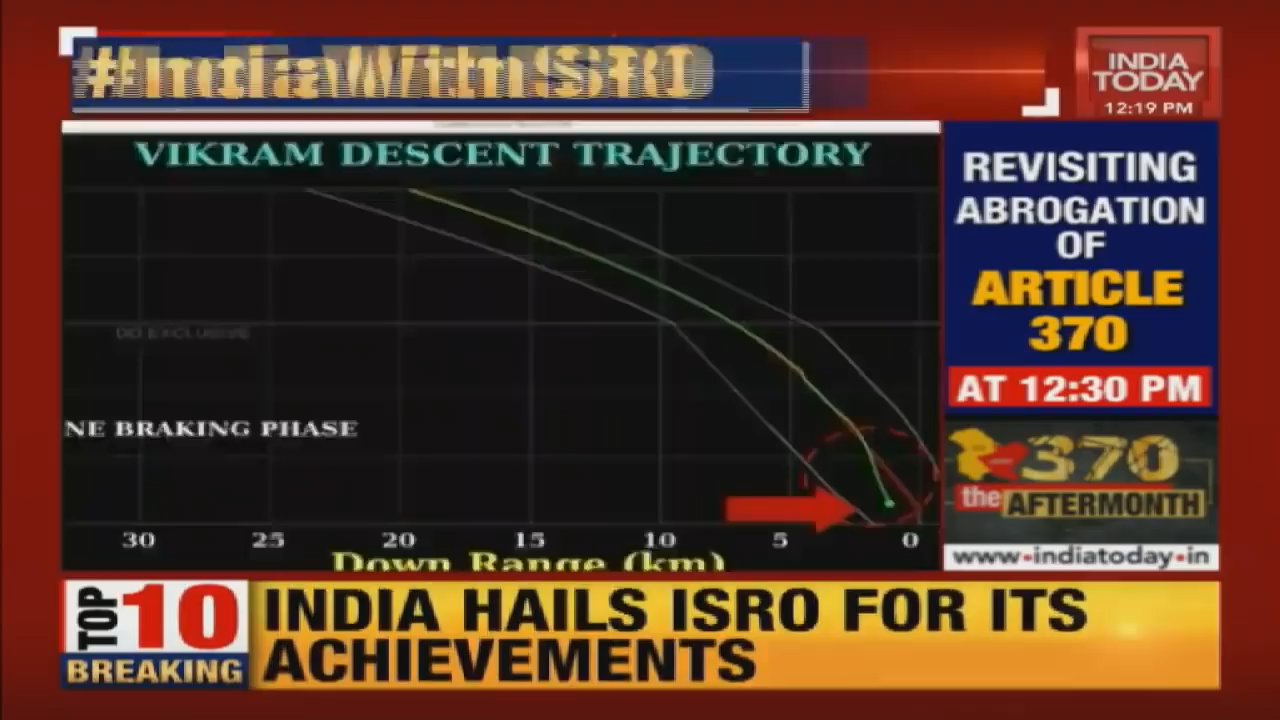 #IndiaWithISRO
INDIA
TODAY
12:19 PM
VIKRAM DESCENT TRAJECTORY
DD EXCLUSIVE
NE BRAKING PHASE
30 25 20 15 10 5 0
Down Range (km)
REVISITING
ABROGATION
OF
ARTICLE
370
AT 12:30 PM
370
the AFTERMONTH
www.indiatoday.in
TOP 10
BREAKING
INDIA HAILS ISRO FOR ITS
ACHIEVEMENTS